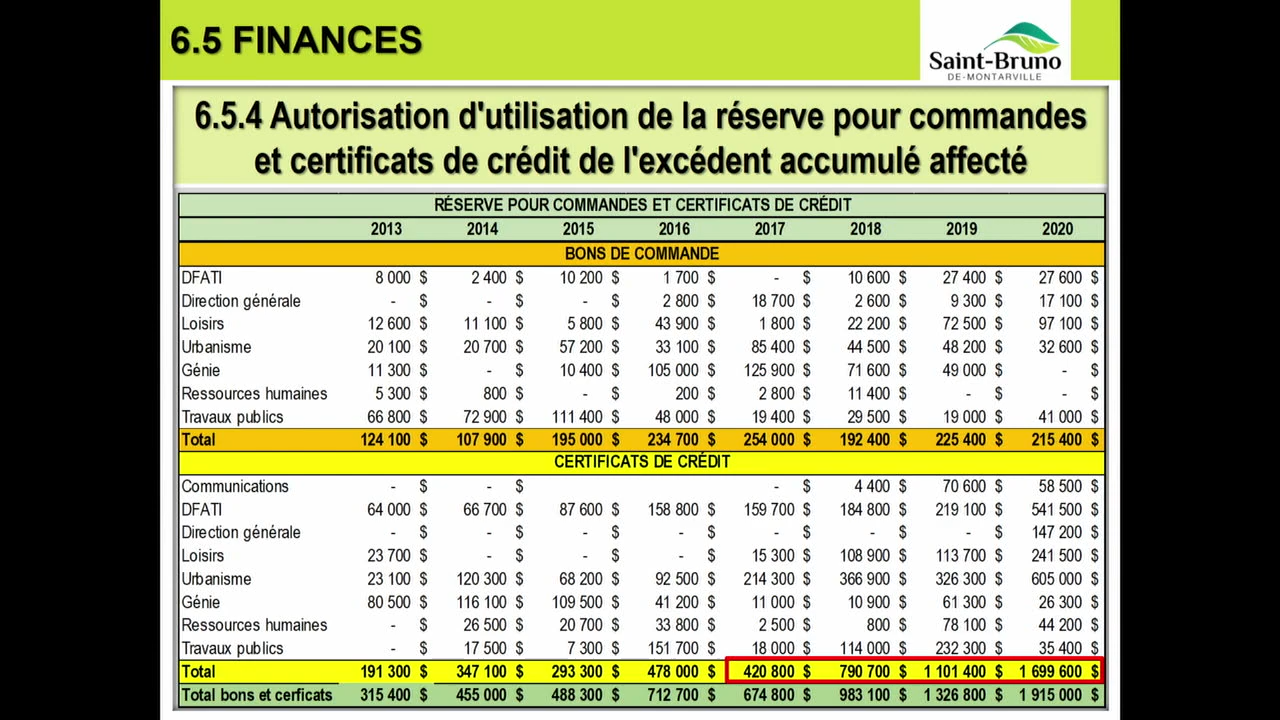 6.5 FINANCES
Saint-Bruno
DE-MONTARVILLE
6.5.4 Autorisation d'utilisation de la réserve pour commandes
et certificats de crédit de l'excédent accumulé affecté
RÉSERVE POUR COMMANDES ET CERTIFICATS DE CRÉDIT
2013 2014 2015 2016 2017 2018 2019 2020
BONS DE COMMANDE
DFATI 8 000 $ 2 400 $ 10 200 $ 1 700 $ - $ 10 600 $ 27 400 $ 27 600 $
Direction générale - $ - $ - $ 2 800 $ 18 700 $ 2 600 $ 9 300 $ 17 100 $
Loisirs 12 600 $ 11 100 $ 5 800 $ 43 900 $ 1 800 $ 22 200 $ 72 500 $ 97 100 $
Urbanisme 20 100 $ 20 700 $ 57 200 $ 33 100 $ 85 400 $ 44 500 $ 48 200 $ 32 600 $
Génie 11 300 $ - $ 10 400 $ 105 000 $ 125 900 $ 71 600 $ 49 000 $ - $
Ressources humaines 5 300 $ 800 $ - $ 200 $ 2 800 $ 11 400 $ - $ - $
Travaux publics 66 800 $ 72 900 $ 111 400 $ 48 000 $ 19 400 $ 29 500 $ 19 000 $ 41 000 $
Total 124 100 $ 107 900 $ 195 000 $ 234 700 $ 254 000 $ 192 400 $ 225 400 $ 215 400 $
CERTIFICATS DE CRÉDIT
Communications - $ - $ - $ 4 400 $ 70 600 $ 58 500 $
DFATI 64 000 $ 66 700 $ 87 600 $ 158 800 $ 159 700 $ 184 800 $ 219 100 $ 541 500 $
Direction générale - $ - $ - $ - $ - $ - $ - $ 147 200 $
Loisirs 23 700 $ - $ - $ - $ 15 300 $ 108 900 $ 113 700 $ 241 500 $
Urbanisme 23 100 $ 120 300 $ 68 200 $ 92 500 $ 214 300 $ 366 900 $ 326 300 $ 605 000 $
Génie 80 500 $ 116 100 $ 109 500 $ 41 200 $ 11 000 $ 10 900 $ 61 300 $ 26 300 $
Ressources humaines - $ 26 500 $ 20 700 $ 33 800 $ 2 500 $ 800 $ 78 100 $ 44 200 $
Travaux publics - $ 17 500 $ 7 300 $ 151 700 $ 18 000 $ 114 000 $ 232 300 $ 35 400 $
Total 191 300 $ 347 100 $ 293 300 $ 478 000 $ 420 800 $ 790 700 $ 1 101 400 $ 1 699 600 $
Total bons et cerficats 315 400 $ 455 000 $ 488 300 $ 712 700 $ 674 800 $ 983 100 $ 1 326 800 $ 1 915 000 $